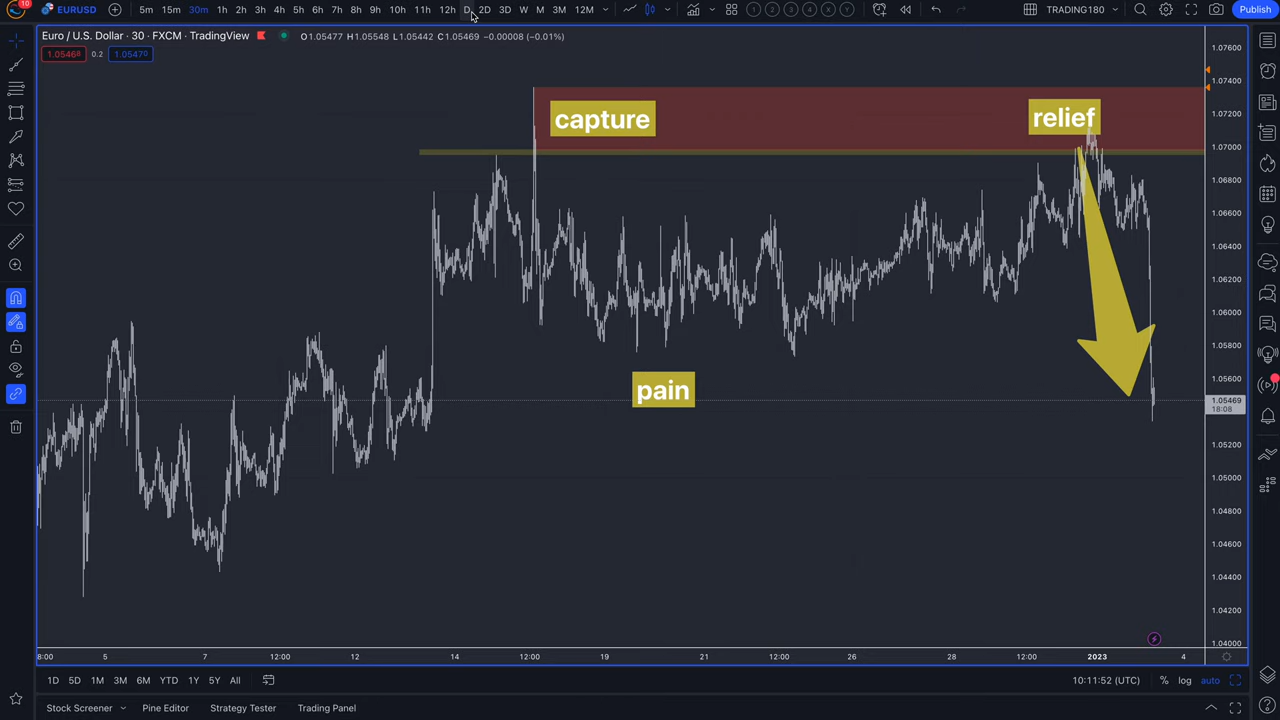 10 EURUSD 5m 15m 30m 1h 2h 3h 4h 5h 6h 7h 8h 9h 10h 11h 12h D 2D 3D W M 3M 12M 1 2 3 4 X Y TRADING180 Publish
Euro / U.S. Dollar · 30 · FXCM · TradingView O1.05477 H1.05548 L1.05442 C1.05469 −0.00008 (−0.01%)
1.05468 0.2 1.05470
1.07600
1.07400
capture
relief
1.07200
1.07000
1.06800
1.06600
1.06400
1.06200
1.06000
1.05800
1.05600
pain
1.05469
18:08
1.05200
1.05000
1.04800
1.04600
1.04400
1.04200
1.04000
8:00 5 7 12:00 12 14 12:00 19 21 12:00 26 28 12:00 2023 4
1D 5D 1M 3M 6M YTD 1Y 5Y All 10:11:52 (UTC) % log auto
Stock Screener Pine Editor Strategy Tester Trading Panel